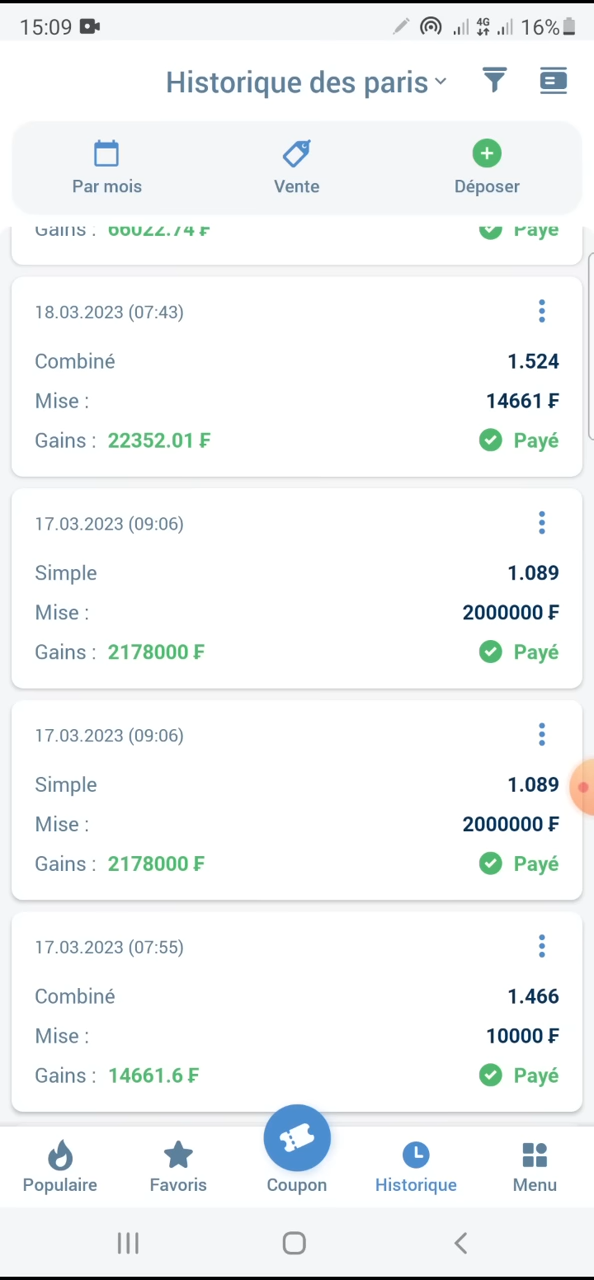 15:09 4G 16%
Historique des paris
Par mois Vente Déposer
Gains : 66022.74 ₣ Payé
18.03.2023 (07:43)
Combiné 1.524
Mise : 14661 ₣
Gains : 22352.01 ₣ Payé
17.03.2023 (09:06)
Simple 1.089
Mise : 2000000 ₣
Gains : 2178000 ₣ Payé
17.03.2023 (09:06)
Simple 1.089
Mise : 2000000 ₣
Gains : 2178000 ₣ Payé
17.03.2023 (07:55)
Combiné 1.466
Mise : 10000 ₣
Gains : 14661.6 ₣ Payé
Populaire Favoris Coupon Historique Menu